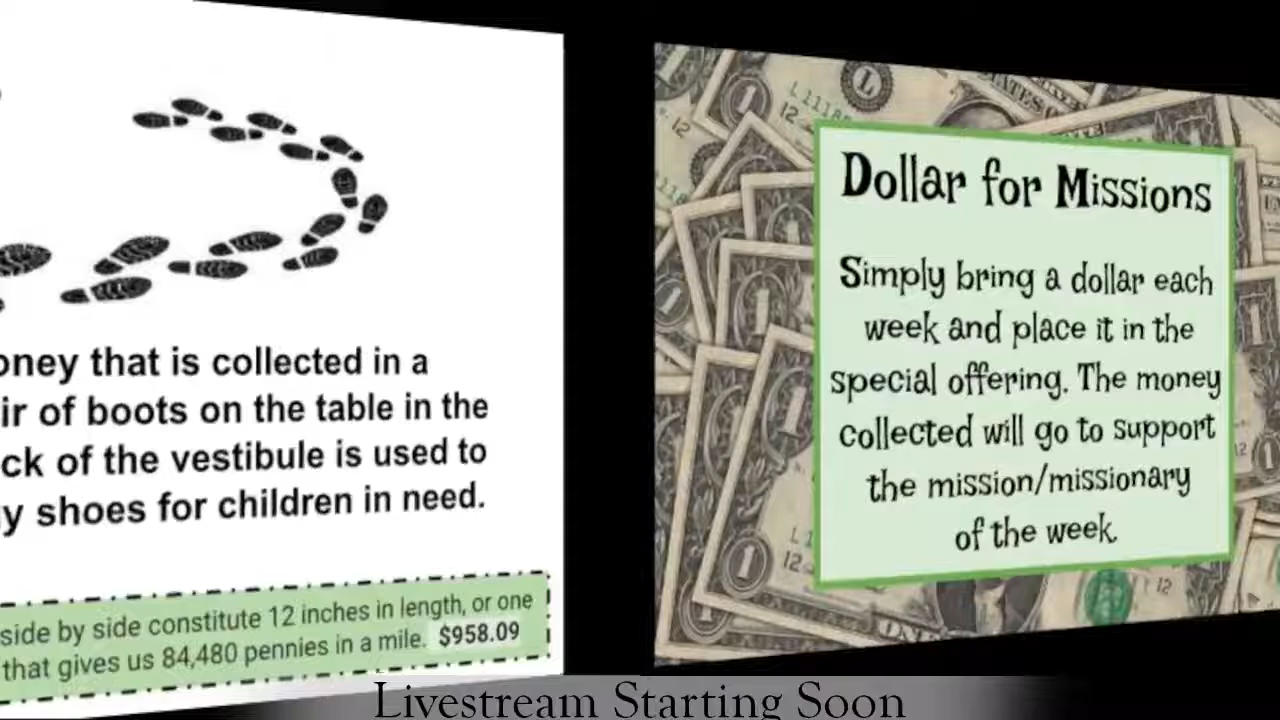 that is collected in a
of boots on the table in the
of the vestibule is used to
shoes for children in need.
side by side constitute 12 inches in length, or one
that gives us 84,480 pennies in a mile. $958.09
Dollar for Missions
Simply bring a dollar each
week and place it in the
special offering. The money
collected will go to support
the mission/missionary
of the week.
Livestream Starting Soon